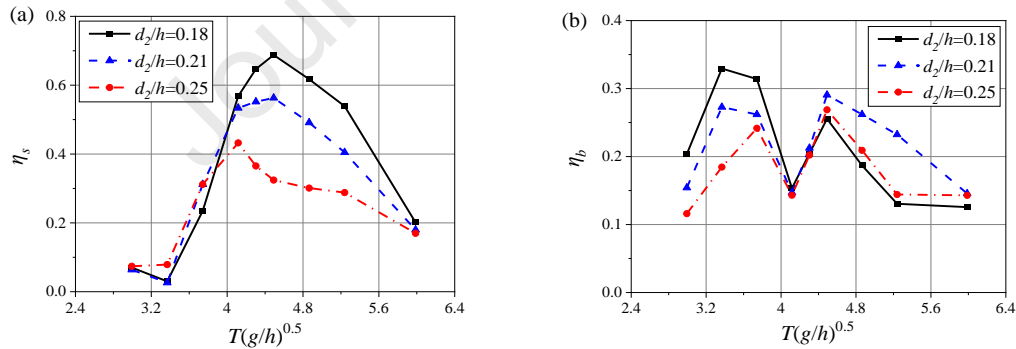 (a)
0.8
0.6
0.4
0.2
0.0
η_s
2.4 3.2 4.0 4.8 5.6 6.4
T(g/h)^0.5
d_2/h=0.18
d_2/h=0.21
d_2/h=0.25
Jour
(b)
0.4
0.3
0.2
0.1
0.0
η_b
2.4 3.2 4.0 4.8 5.6 6.4
T(g/h)^0.5
d_2/h=0.18
d_2/h=0.21
d_2/h=0.25